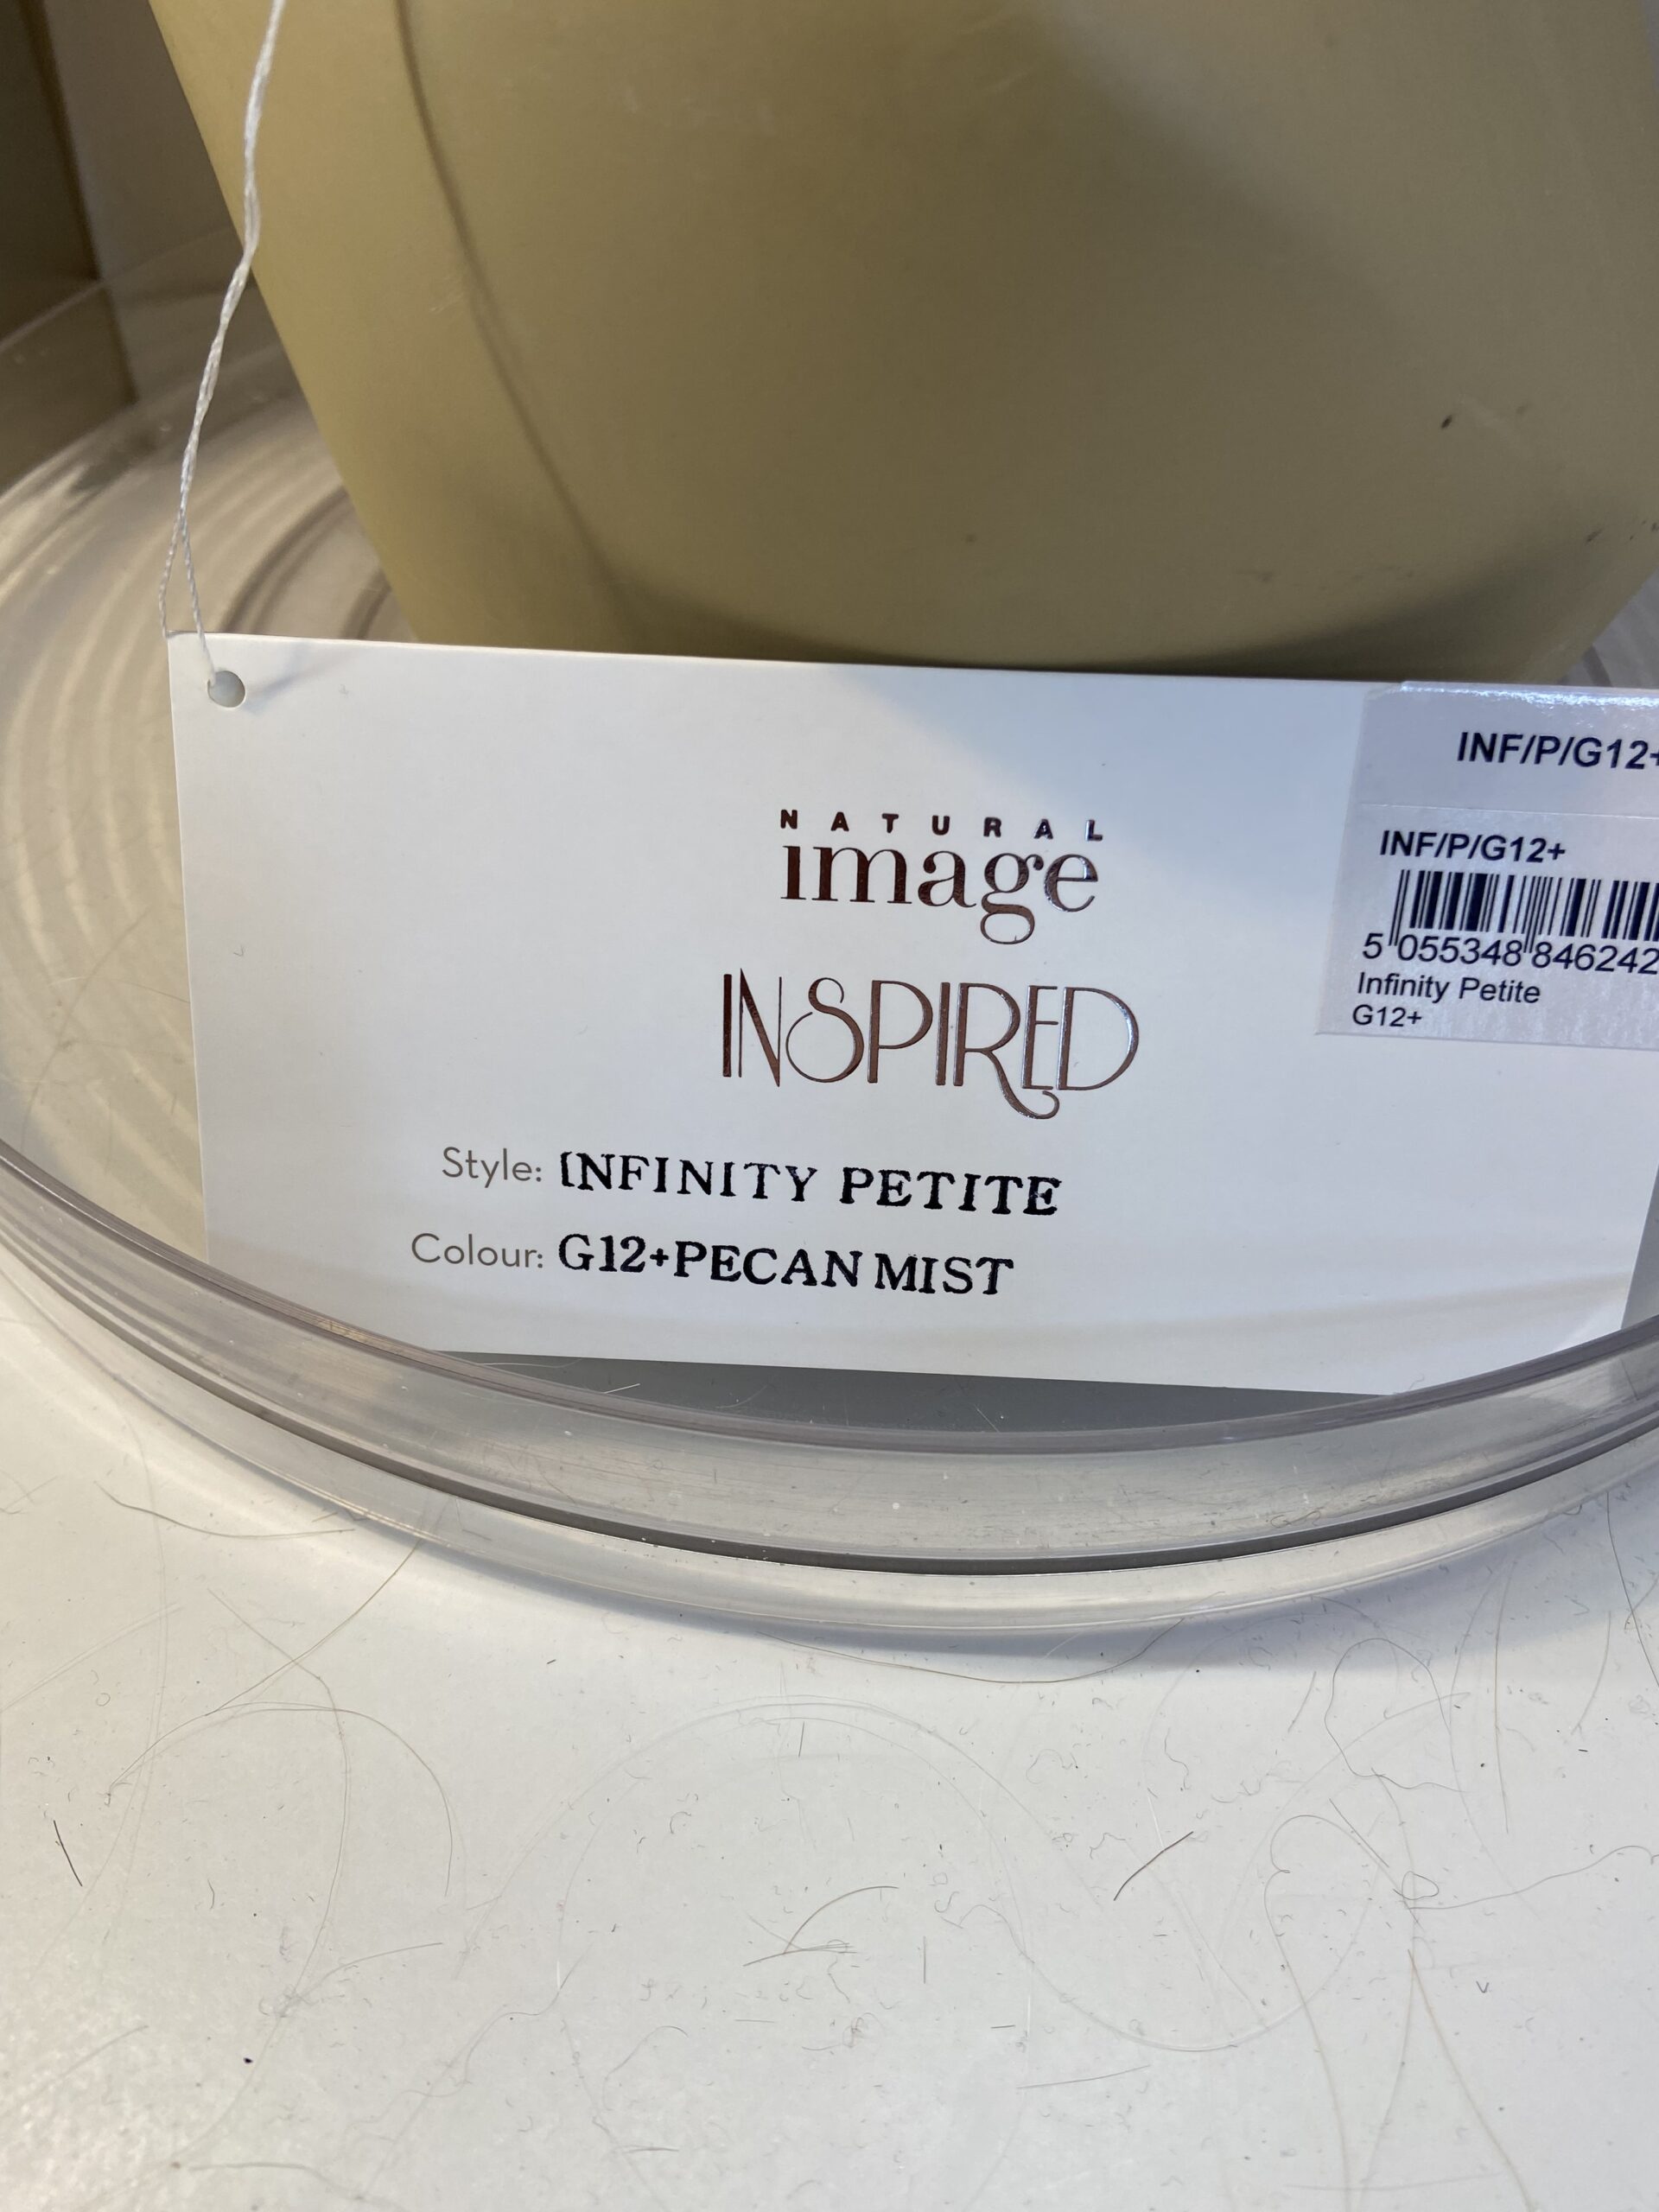 NATURAL
image
INSPIRED
Style: INFINITY PETITE
Colour: G12+PECAN MIST
INF/P/G12+
INF/P/G12+
5 055348 846242
Infinity Petite
G12+